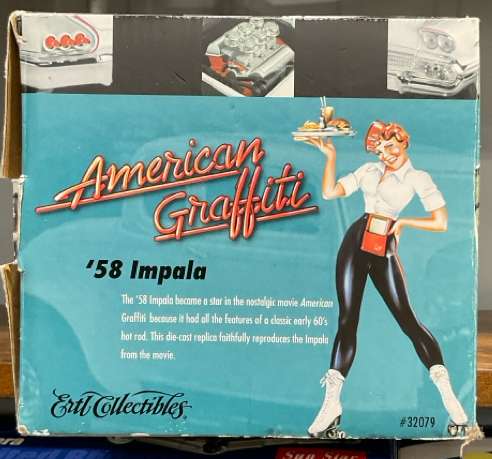 American
Graffiti
'58 Impala
The '58 Impala became a star in the nostalgic movie American
Graffiti because it had all the features of a classic early 60's
hot rod. This die-cast replica faithfully reproduces the Impala
from the movie.
Ertl Collectibles
#32079
Sun Star